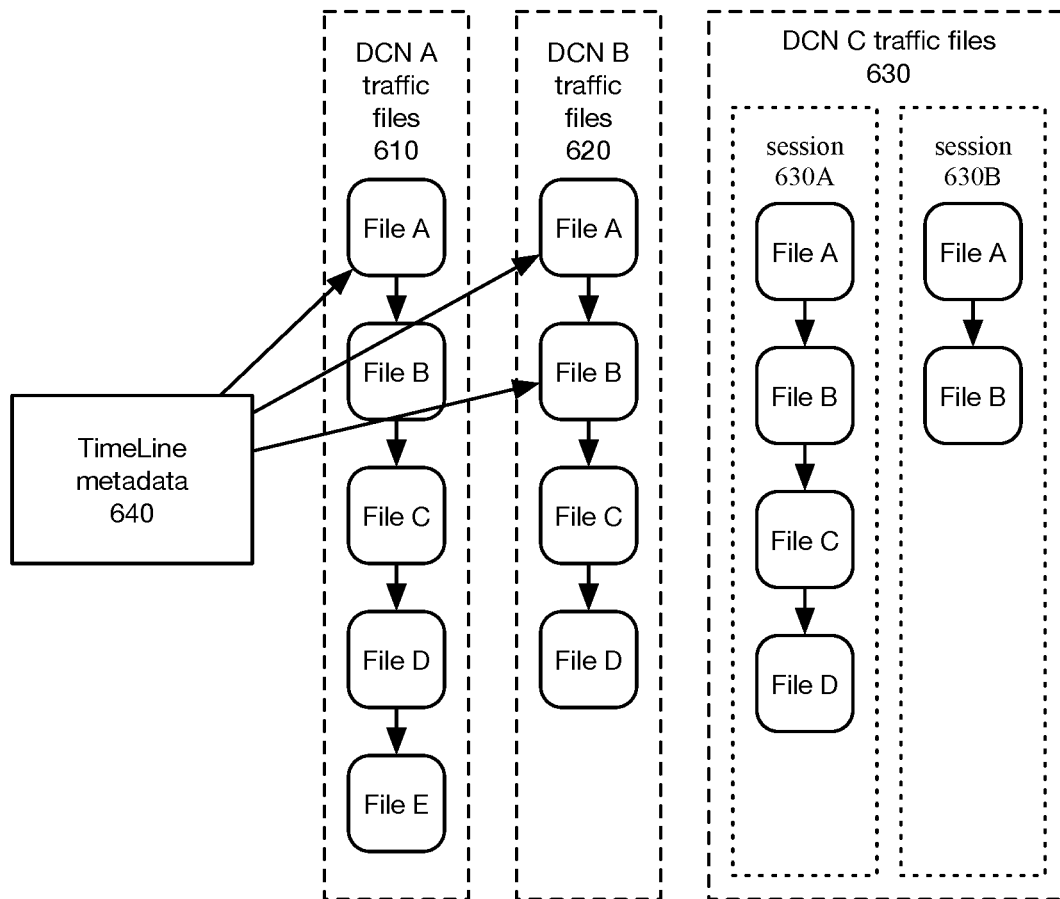 DCN A
traffic
files
610
File A
File B
File C
File D
File E
DCN B
traffic
files
620
File A
File B
File C
File D
DCN C traffic files
630
session
630A
File A
File B
File C
File D
session
630B
File A
File B
TimeLine
metadata
640